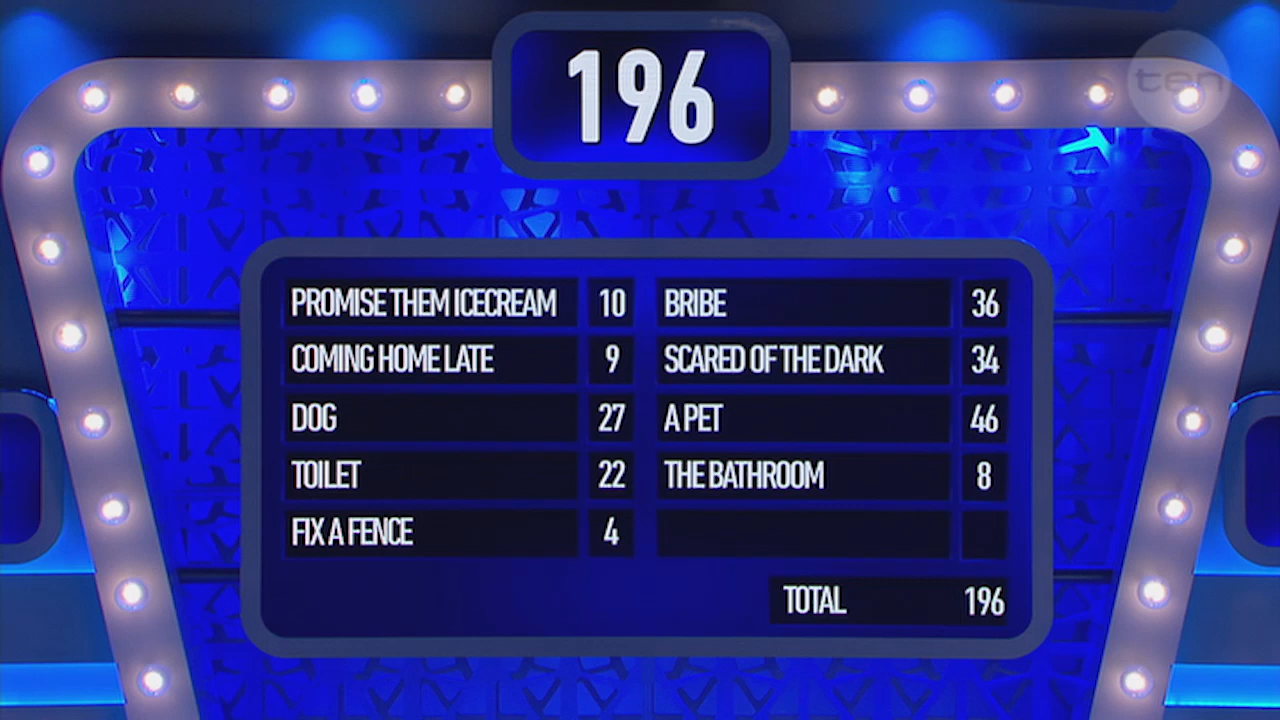 196
ten
PROMISE THEM ICECREAM 10 BRIBE 36
COMING HOME LATE 9 SCARED OF THE DARK 34
DOG 27 A PET 46
TOILET 22 THE BATHROOM 8
FIX A FENCE 4
TOTAL 196